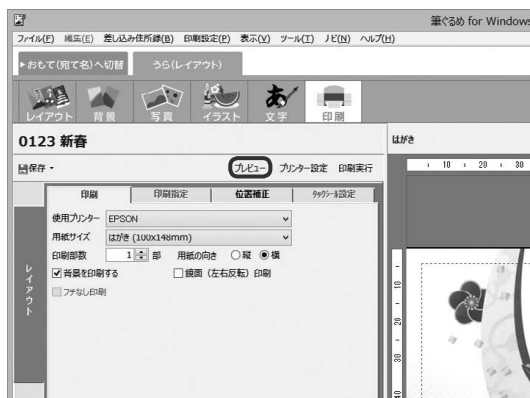 筆ぐるめ for Windows
ファイル(F) 編集(E) 差し込み住所録(B) 印刷設定(P) 表示(V) ツール(T) ナビ(N) ヘルプ(H)
▸おもて(宛て名)へ切替 うら(レイアウト)
レイアウト 背景 写真 イラスト 文字 印刷
0123 新春 はがき
保存 プレビュー プリンター設定 印刷実行
10 20 30
印刷 印刷指定 位置補正 タックシール設定
使用プリンター EPSON
用紙サイズ はがき (100x148mm)
印刷部数 1 部 用紙の向き 縦 横
背景を印刷する 鏡面 (左右反転) 印刷
フチなし印刷
レイアウト
10
20
30
40